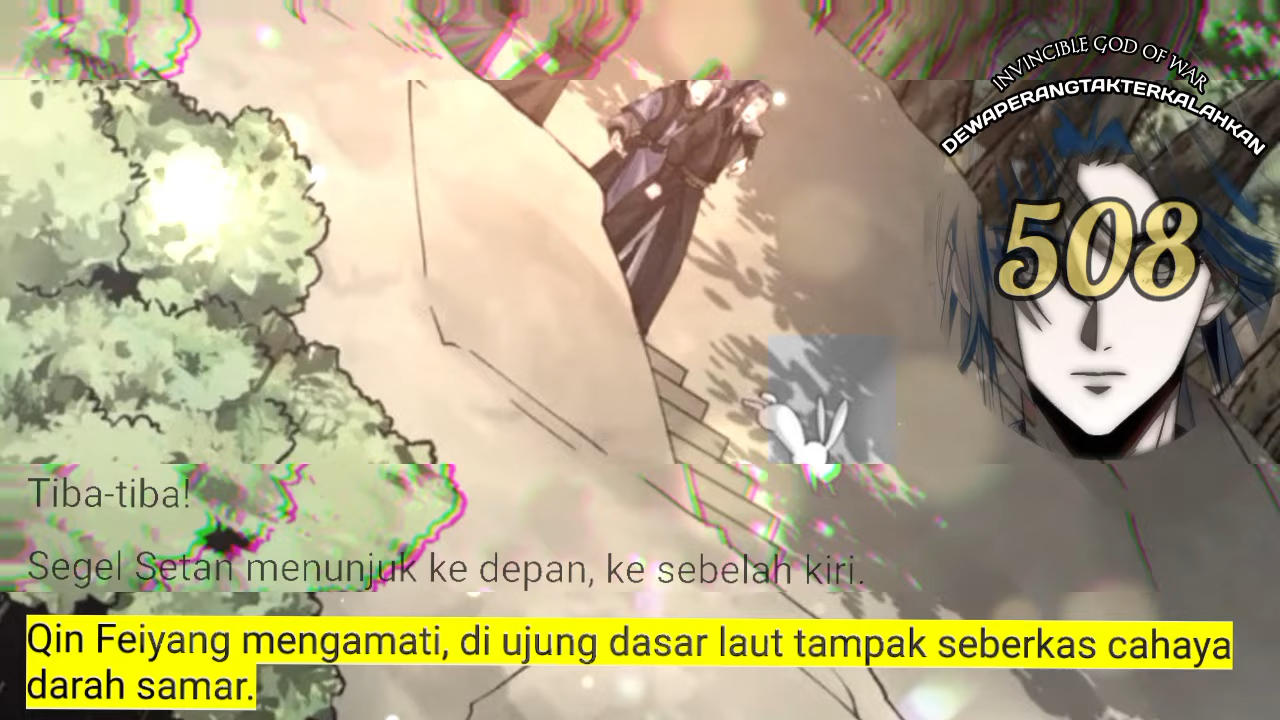 INVINCIBLE GOD OF WAR
DEWAPERANGTAKTERKALAHKAN
508
Tiba-tiba!
Segel Setan menunjuk ke depan, ke sebelah kiri.
Qin Feiyang mengamati, di ujung dasar laut tampak seberkas cahaya
darah samar.